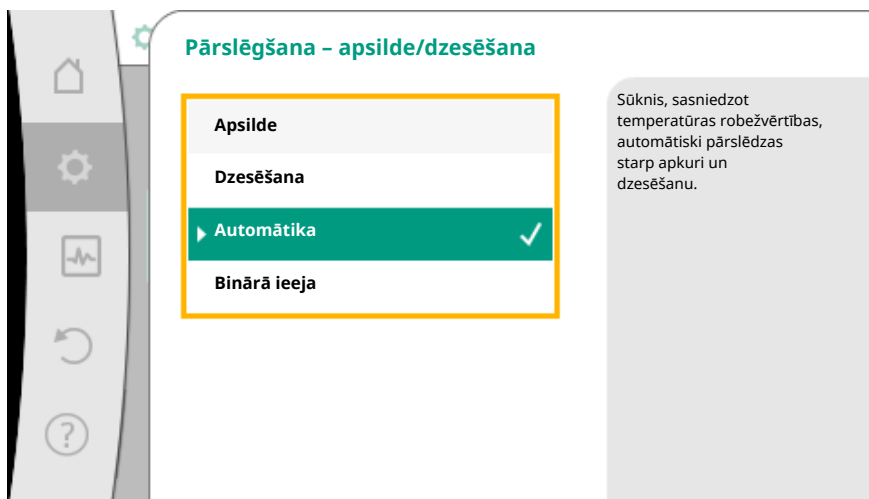 Pārslēgšana – apsilde/dzesēšana
Apsilde
Dzesēšana
Automātika
Binārā ieeja
Sūknis, sasniedzot
temperatūras robežvērtības,
automātiski pārslēdzas
starp apkuri un
dzesēšanu.
?